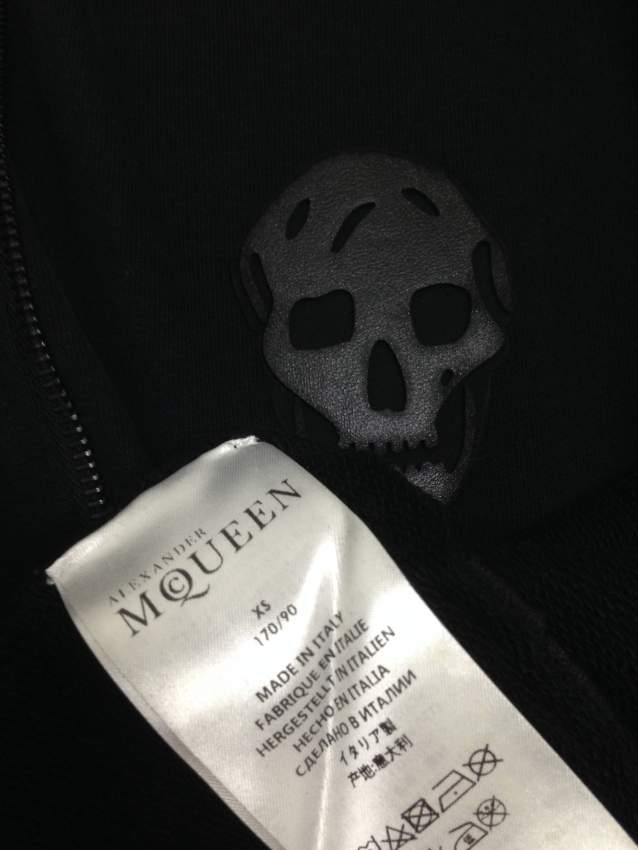 ALEXANDER
McQUEEN
XS
170/90
MADE IN ITALY
FABRIQUE EN ITALIE
HERGESTELLT IN ITALIEN
HECHO EN ITALIA
СДЕЛАНО В ИТАЛИИ
イタリア製
产地:意大利